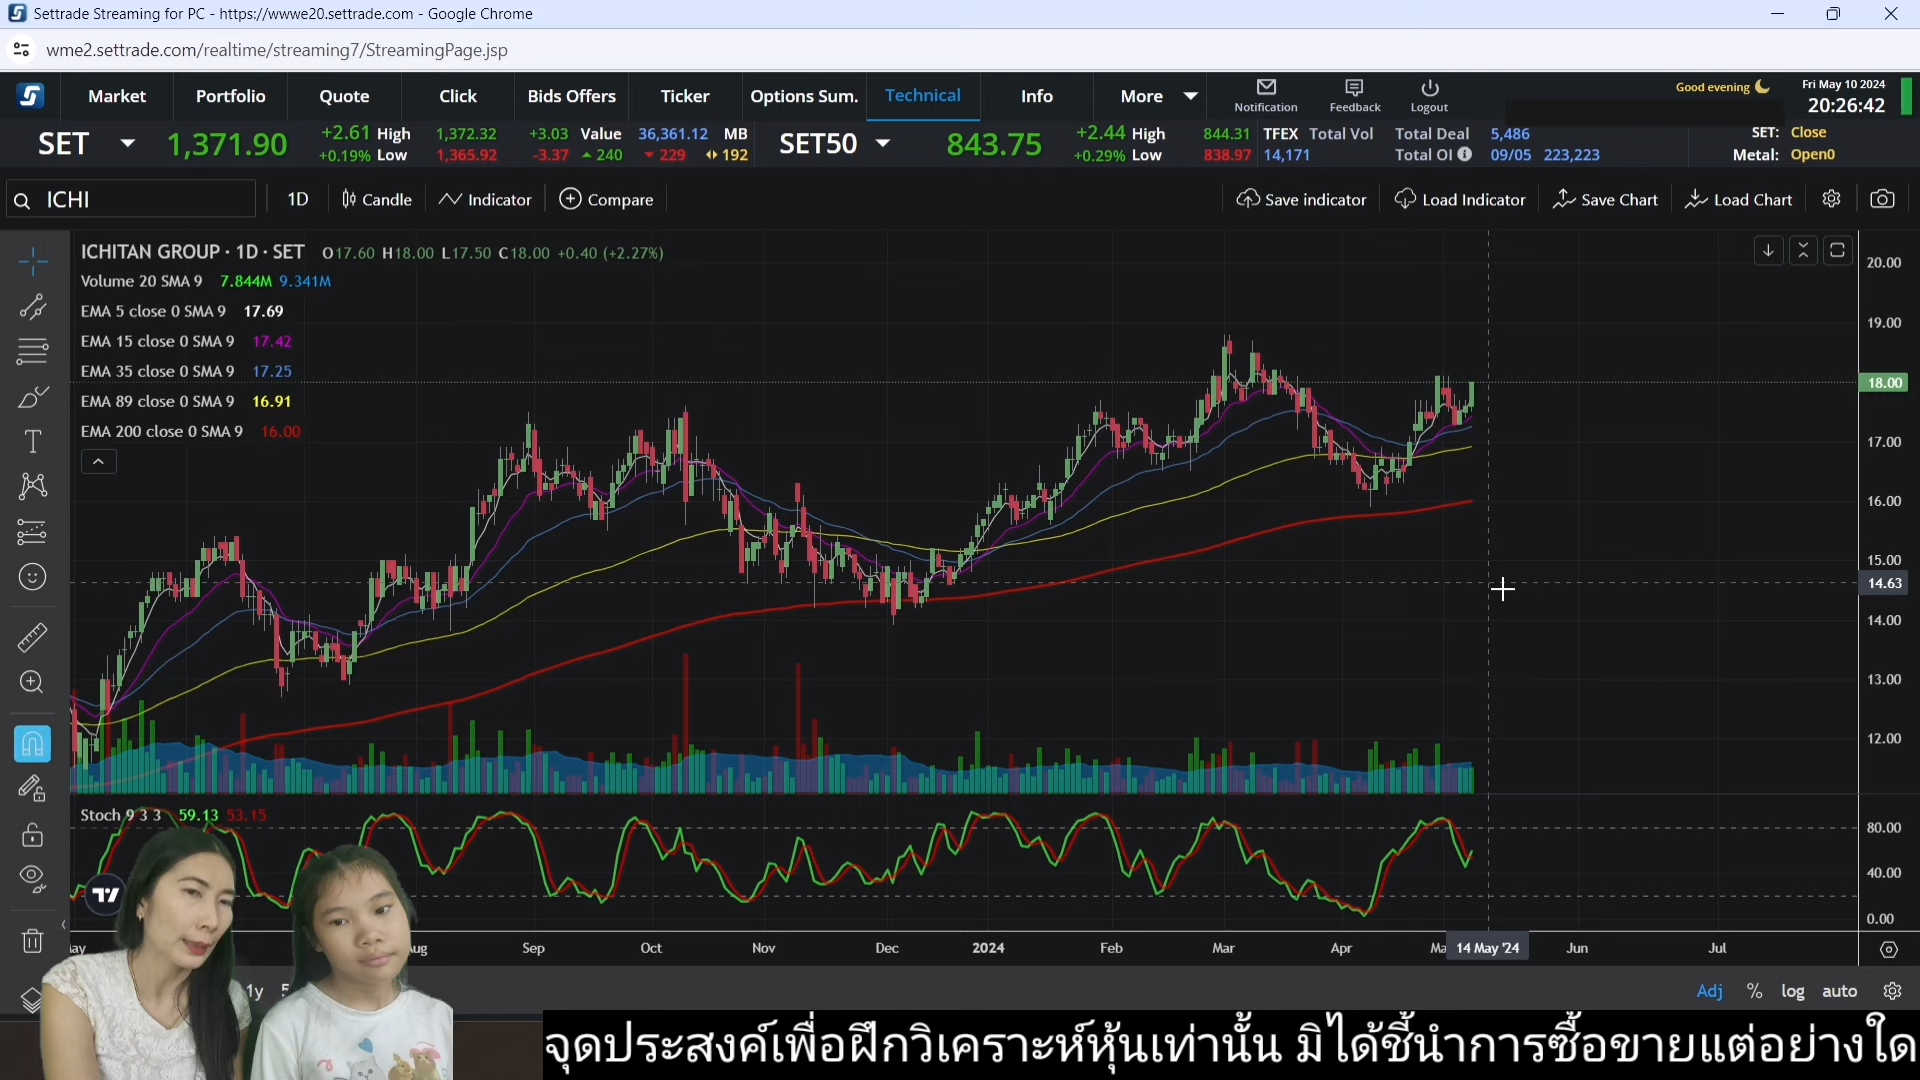 Settrade Streaming for PC - https://wwwe20.settrade.com - Google Chrome
wme2.settrade.com/realtime/streaming7/StreamingPage.jsp
Market Portfolio Quote Click Bids Offers Ticker Options Sum. Technical Info More Notification Feedback Logout Good evening Fri May 10 2024 20:26:42
SET 1,371.90 +2.61 High 1,372.32 +3.03 Value 36,361.12 MB SET50 843.75 +2.44 High 844.31 TFEX Total Vol Total Deal 5,486 SET: Close
+0.19% Low 1,365.92 -3.37 240 229 192 +0.29% Low 838.97 14,171 Total OI 09/05 223,223 Metal: Open0
ICHI 1D Candle Indicator Compare Save indicator Load Indicator Save Chart Load Chart
ICHITAN GROUP · 1D · SET O17.60 H18.00 L17.50 C18.00 +0.40 (+2.27%)
Volume 20 SMA 9 7.844M 9.341M
EMA 5 close 0 SMA 9 17.69
EMA 15 close 0 SMA 9 17.42
EMA 35 close 0 SMA 9 17.25
EMA 89 close 0 SMA 9 16.91
EMA 200 close 0 SMA 9 16.00
20.00
19.00
18.00
17.00
16.00
15.00
14.63
14.00
13.00
12.00
Stoch 9 3 3 59.13 53.15
80.00
40.00
0.00
Sep Oct Nov Dec 2024 Feb Mar Apr 14 May '24 Jun Jul
1y Adj % log auto
จุดประสงค์เพื่อฝึกวิเคราะห์หุ้นเท่านั้น มิได้ชี้นำการซื้อขายแต่อย่างใด